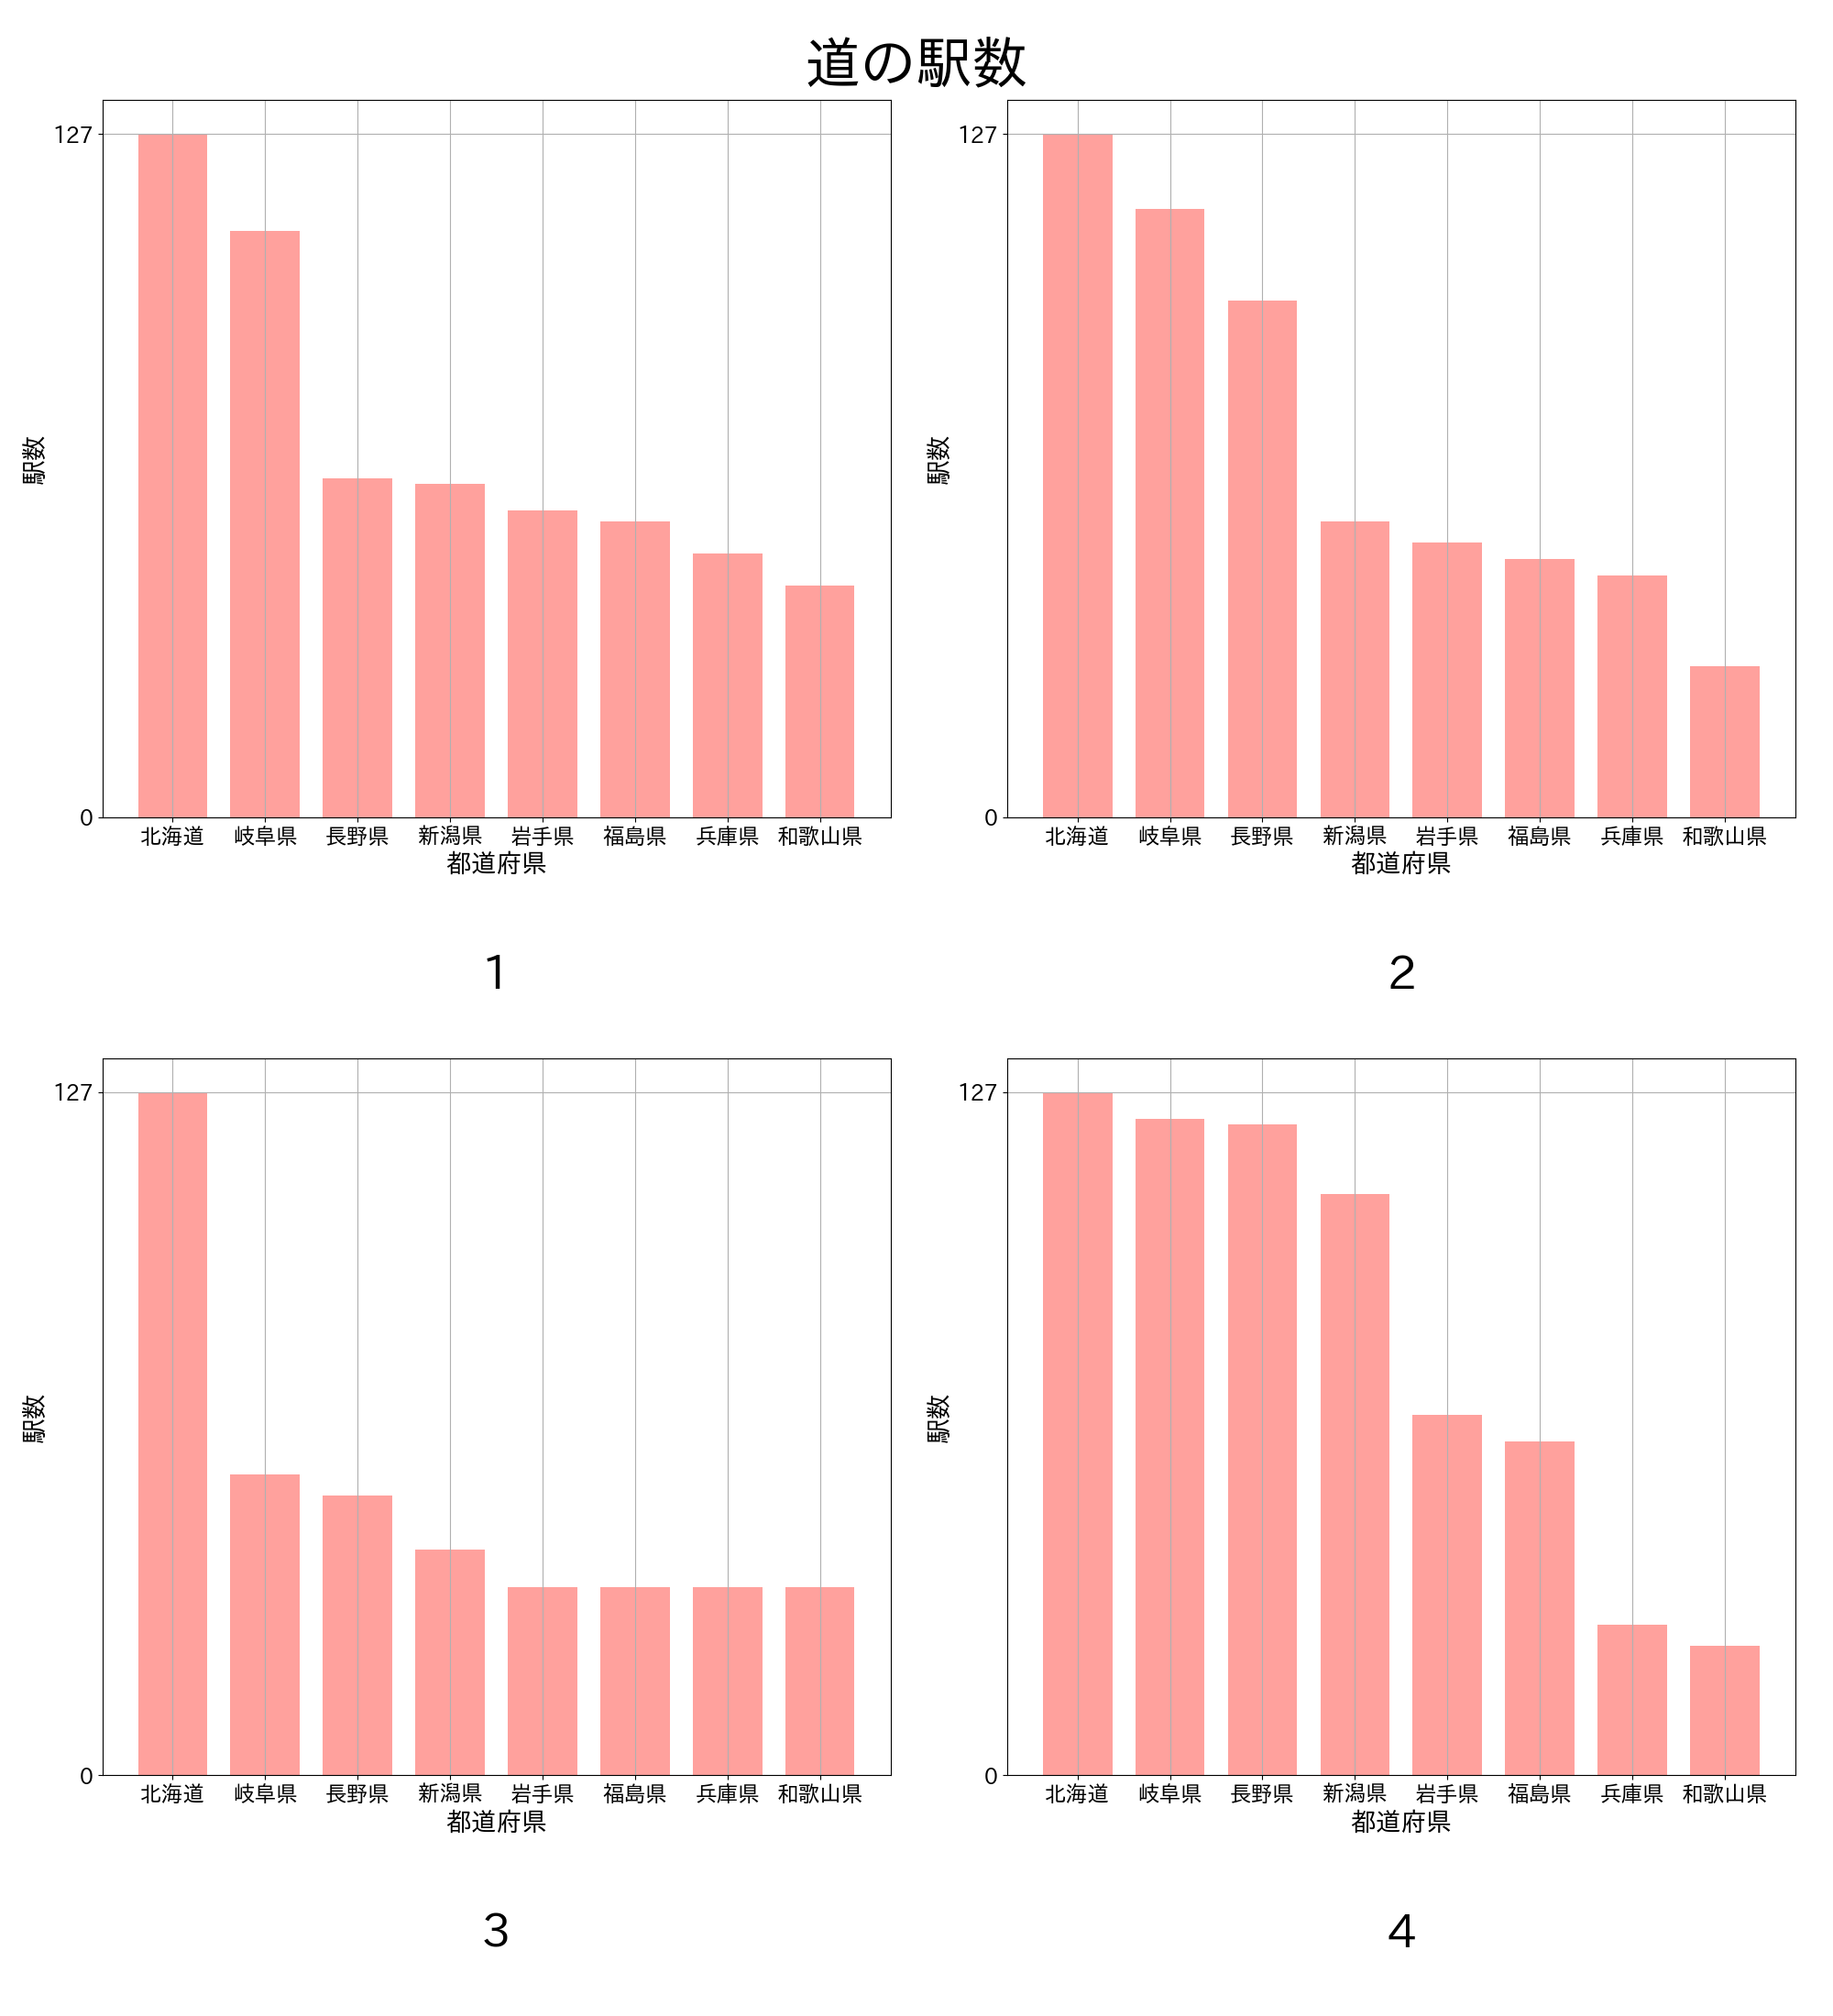 道の駅数
127
駅数
0
北海道 岐阜県 長野県 新潟県 岩手県 福島県 兵庫県 和歌山県
都道府県
1
127
駅数
0
北海道 岐阜県 長野県 新潟県 岩手県 福島県 兵庫県 和歌山県
都道府県
2
127
駅数
0
北海道 岐阜県 長野県 新潟県 岩手県 福島県 兵庫県 和歌山県
都道府県
3
127
駅数
0
北海道 岐阜県 長野県 新潟県 岩手県 福島県 兵庫県 和歌山県
都道府県
4